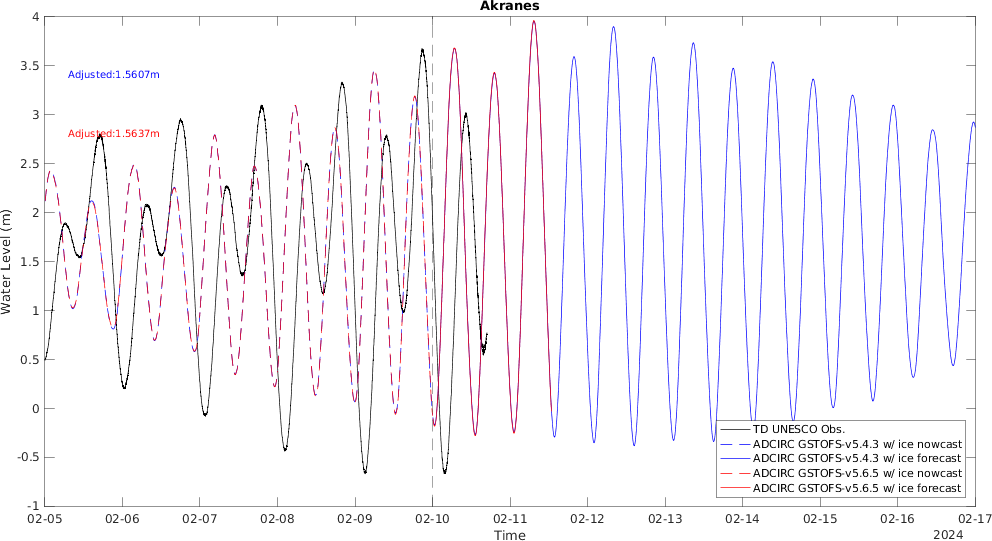 Akranes
4
3.5
3
2.5
2
1.5
1
0.5
0
-0.5
-1
Water Level (m)
Adjusted:1.5607m
Adjusted:1.5637m
TD UNESCO Obs.
ADCIRC GSTOFS-v5.4.3 w/ ice nowcast
ADCIRC GSTOFS-v5.4.3 w/ ice forecast
ADCIRC GSTOFS-v5.6.5 w/ ice nowcast
ADCIRC GSTOFS-v5.6.5 w/ ice forecast
02-05 02-06 02-07 02-08 02-09 02-10 02-11 02-12 02-13 02-14 02-15 02-16 02-17
Time
2024